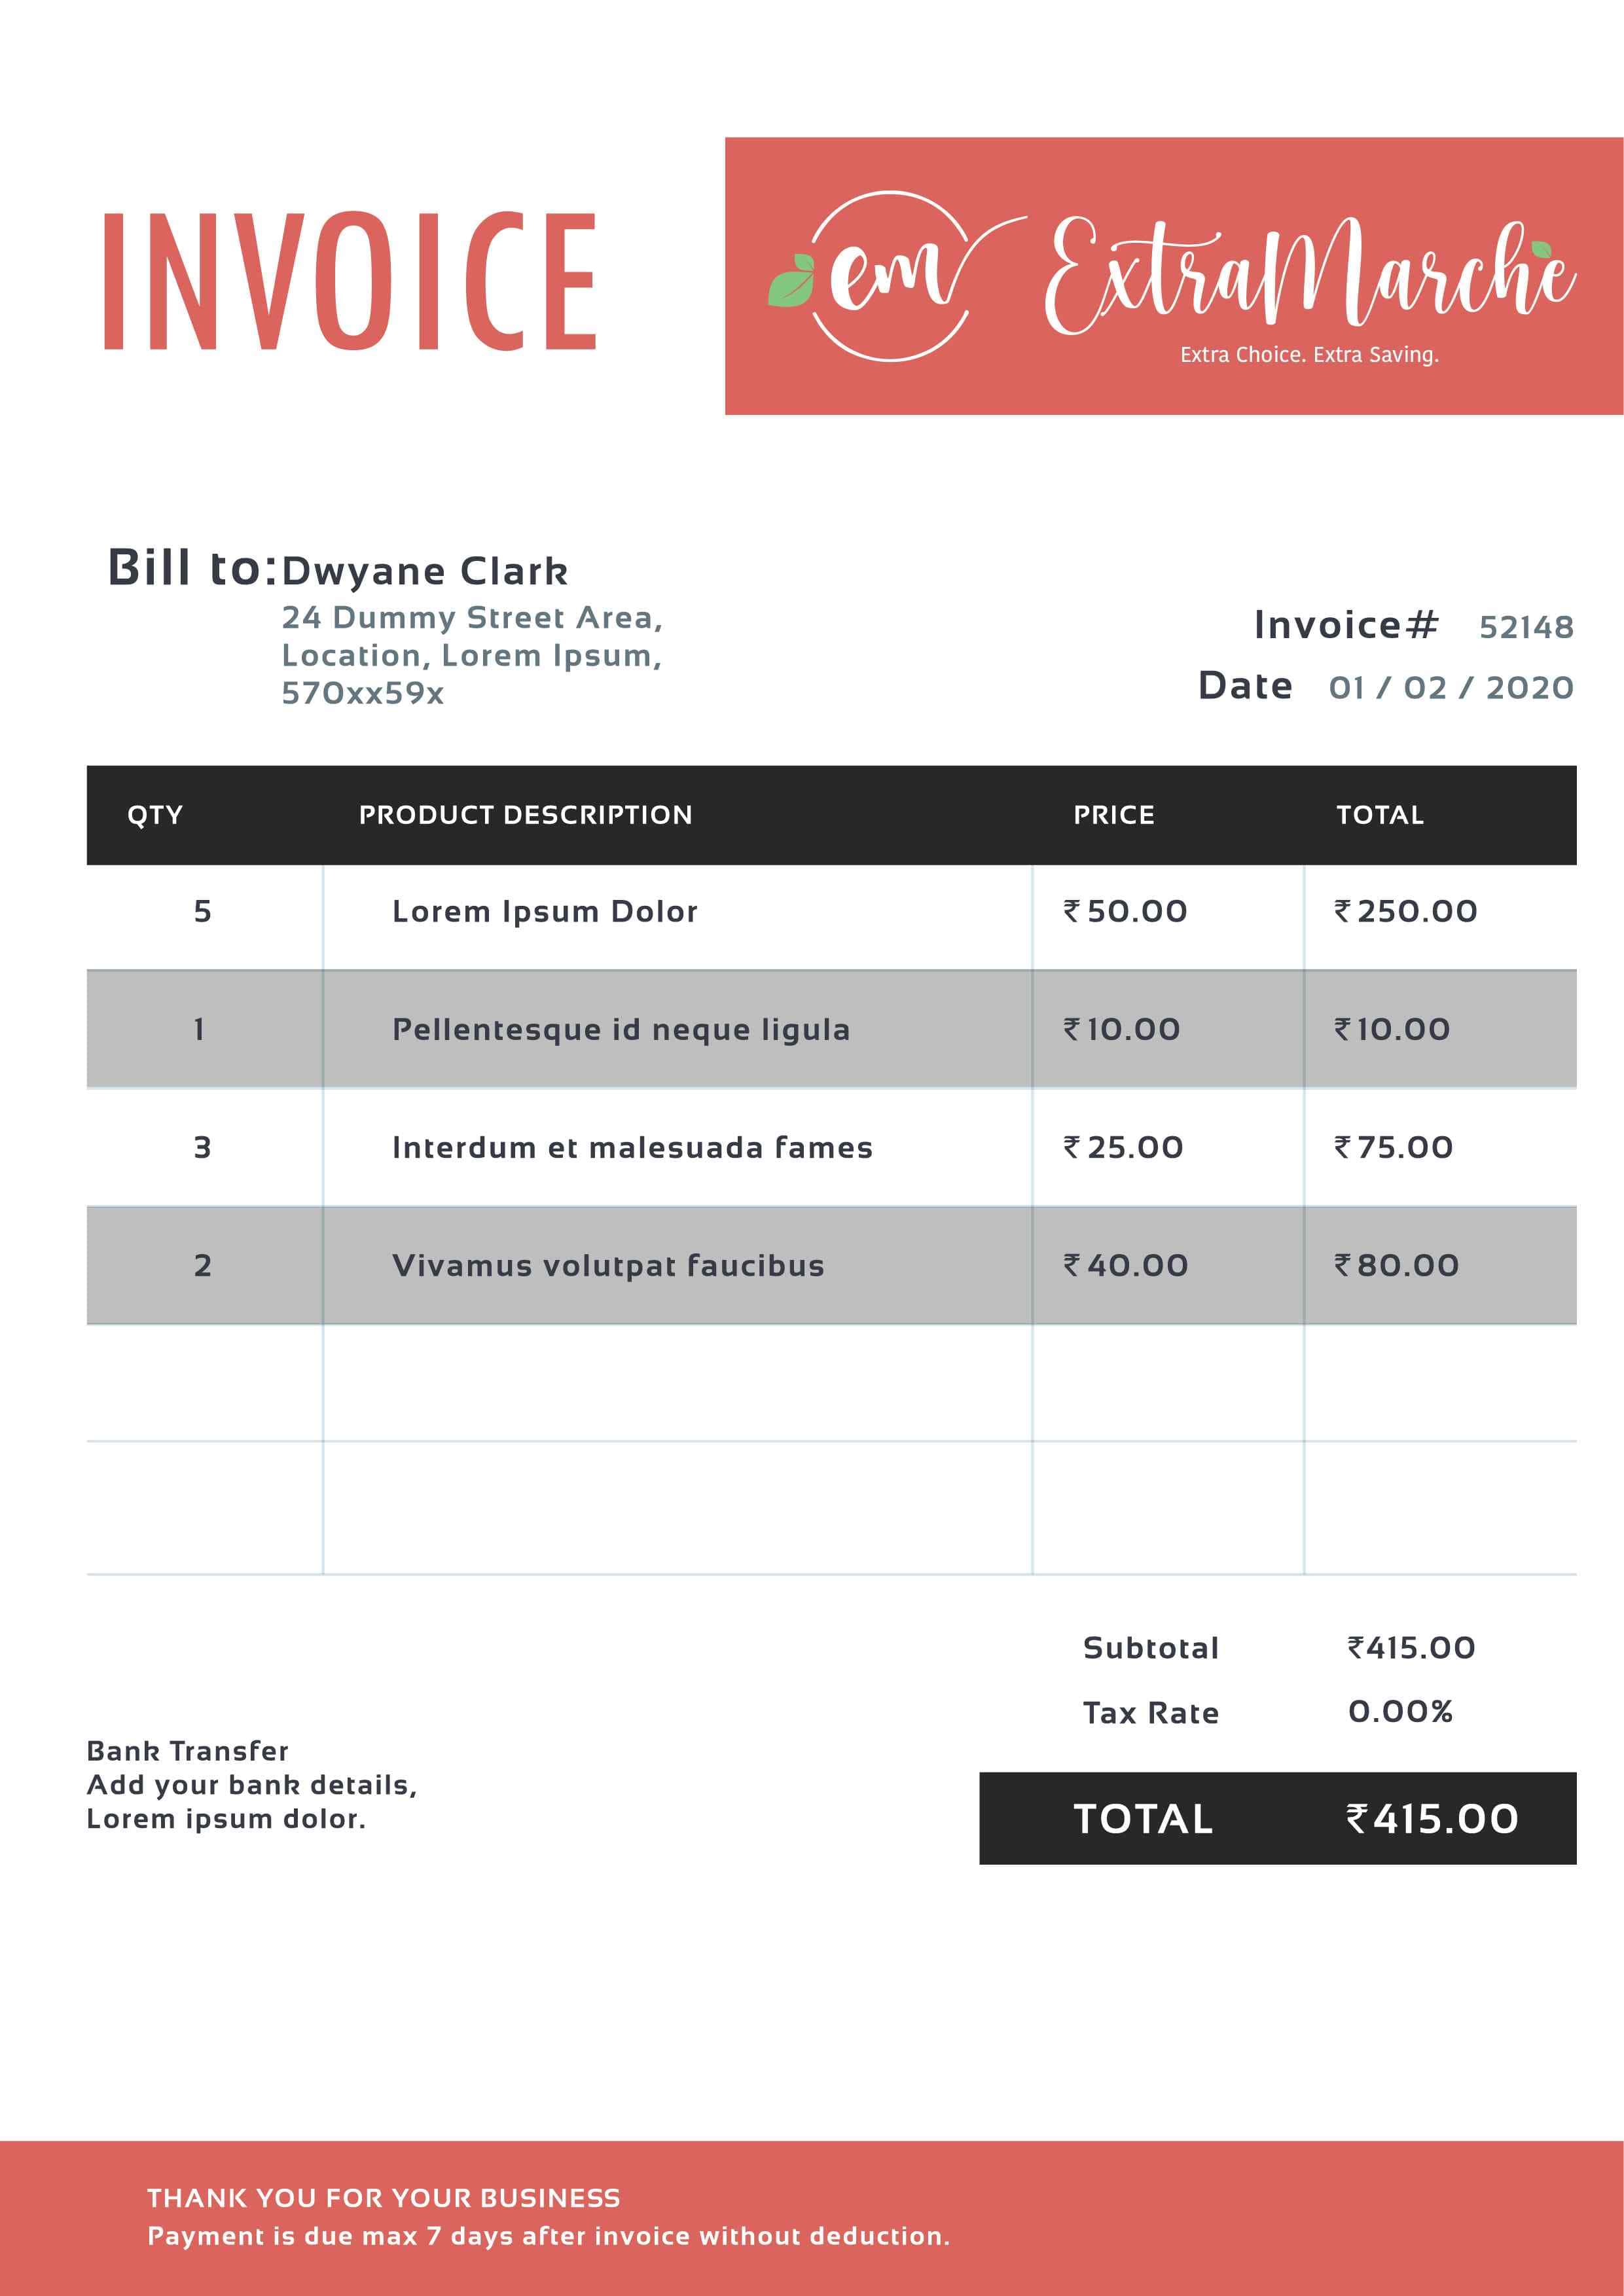 INVOICE
em ExtraMarche
Extra Choice. Extra Saving.
Bill to: Dwyane Clark
24 Dummy Street Area,
Location, Lorem Ipsum,
570xx59x
Invoice# 52148
Date 01 / 02 / 2020
QTY PRODUCT DESCRIPTION PRICE TOTAL
5 Lorem Ipsum Dolor ₹50.00 ₹250.00
1 Pellentesque id neque ligula ₹10.00 ₹10.00
3 Interdum et malesuada fames ₹25.00 ₹75.00
2 Vivamus volutpat faucibus ₹40.00 ₹80.00
Subtotal ₹415.00
Tax Rate 0.00%
Bank Transfer
Add your bank details,
Lorem ipsum dolor.
TOTAL ₹415.00
THANK YOU FOR YOUR BUSINESS
Payment is due max 7 days after invoice without deduction.